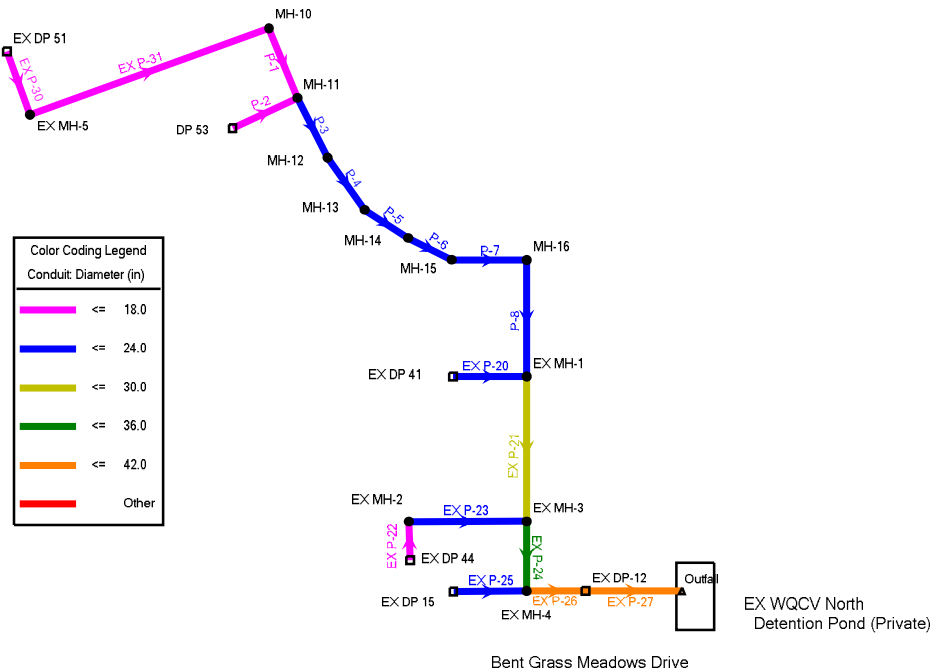 MH-10
EX DP 51
EX P-31
P-1
EX P-30
MH-11
P-2
EX MH-5
DP 53
P-3
MH-12
P-4
MH-13
P-5
MH-14
P-6
P-7
MH-16
MH-15
Color Coding Legend
Conduit: Diameter (in)
<= 18.0
<= 24.0
<= 30.0
<= 36.0
<= 42.0
Other
P-8
EX P-20
EX MH-1
EX DP 41
EX P-21
EX MH-2
EX P-23
EX MH-3
EX P-22
EX DP 44
EX P-24
EX P-25
EX DP-12
Outfall
EX DP 15
EX P-26
EX P-27
EX MH-4
EX WQCV North
Detention Pond (Private)
Bent Grass Meadows Drive